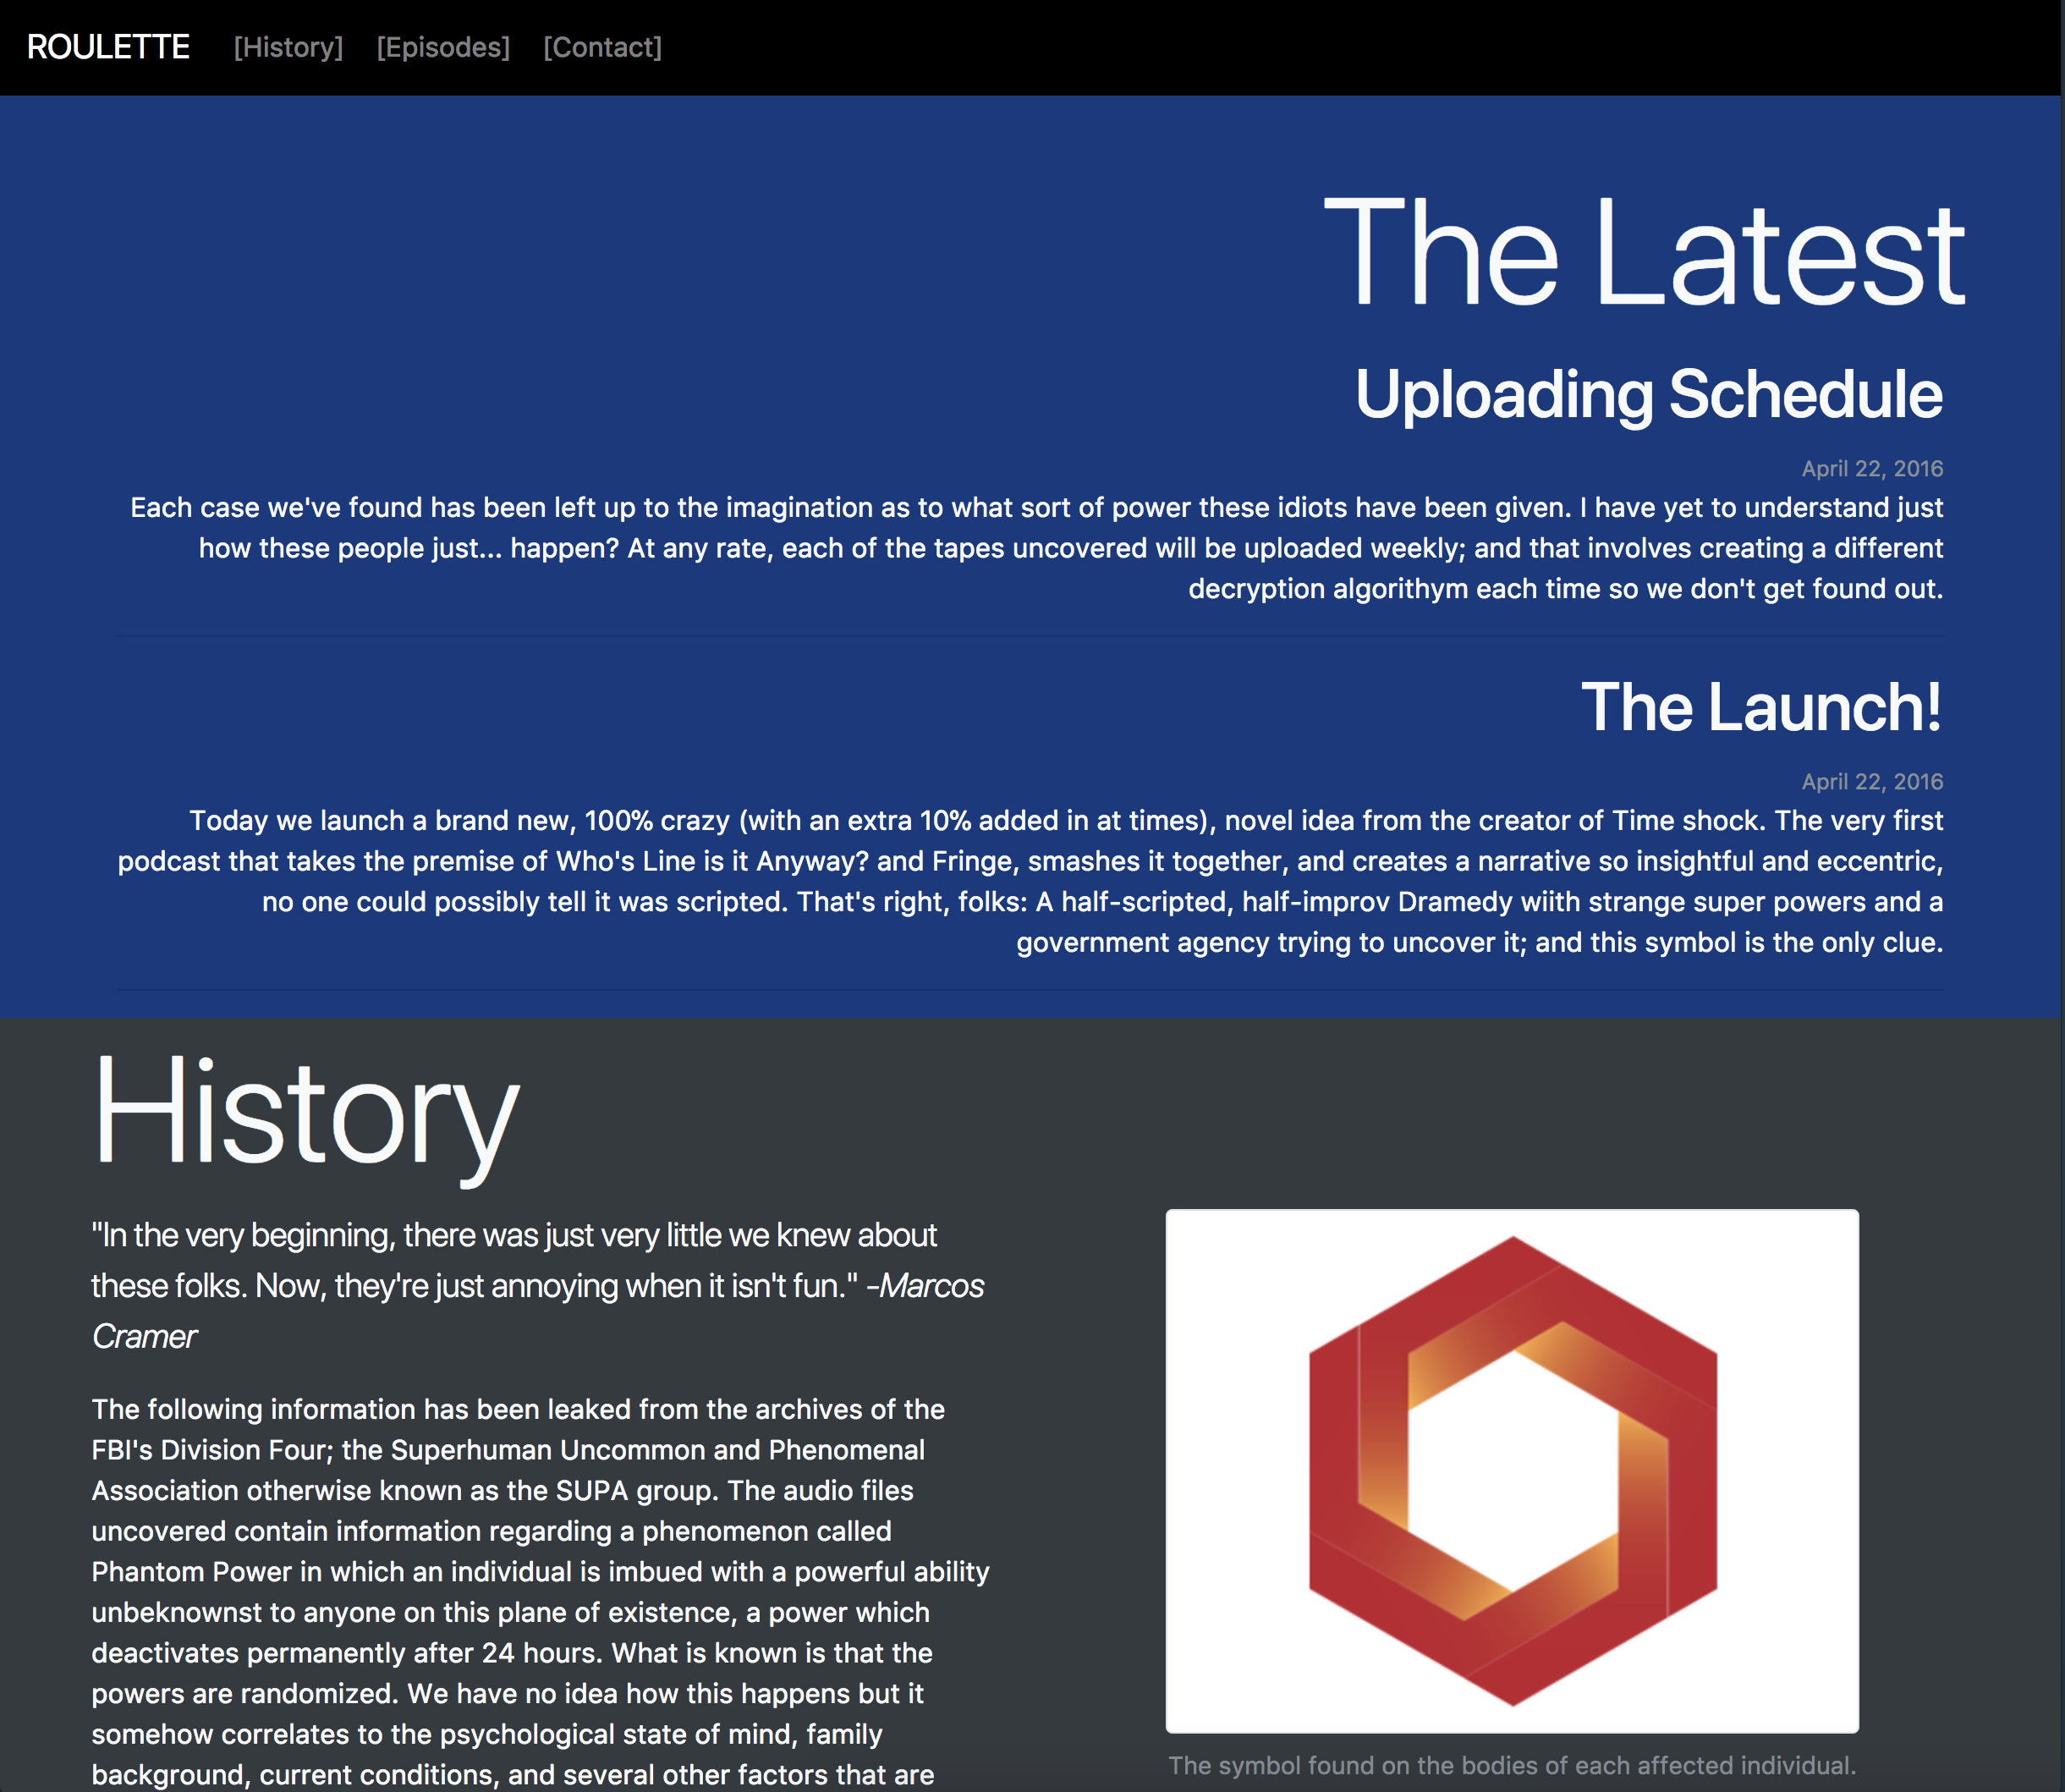 ROULETTE [History] [Episodes] [Contact]
The Latest
Uploading Schedule
April 22, 2016
Each case we've found has been left up to the imagination as to what sort of power these idiots have been given. I have yet to understand just
how these people just... happen? At any rate, each of the tapes uncovered will be uploaded weekly; and that involves creating a different
decryption algorithym each time so we don't get found out.
The Launch!
April 22, 2016
Today we launch a brand new, 100% crazy (with an extra 10% added in at times), novel idea from the creator of Time shock. The very first
podcast that takes the premise of Who's Line is it Anyway? and Fringe, smashes it together, and creates a narrative so insightful and eccentric,
no one could possibly tell it was scripted. That's right, folks: A half-scripted, half-improv Dramedy wiith strange super powers and a
government agency trying to uncover it; and this symbol is the only clue.
History
"In the very beginning, there was just very little we knew about
these folks. Now, they're just annoying when it isn't fun." -Marcos
Cramer
The following information has been leaked from the archives of the
FBI's Division Four; the Superhuman Uncommon and Phenomenal
Association otherwise known as the SUPA group. The audio files
uncovered contain information regarding a phenomenon called
Phantom Power in which an individual is imbued with a powerful ability
unbeknownst to anyone on this plane of existence, a power which
deactivates permanently after 24 hours. What is known is that the
powers are randomized. We have no idea how this happens but it
somehow correlates to the psychological state of mind, family
background, current conditions, and several other factors that are
The symbol found on the bodies of each affected individual.